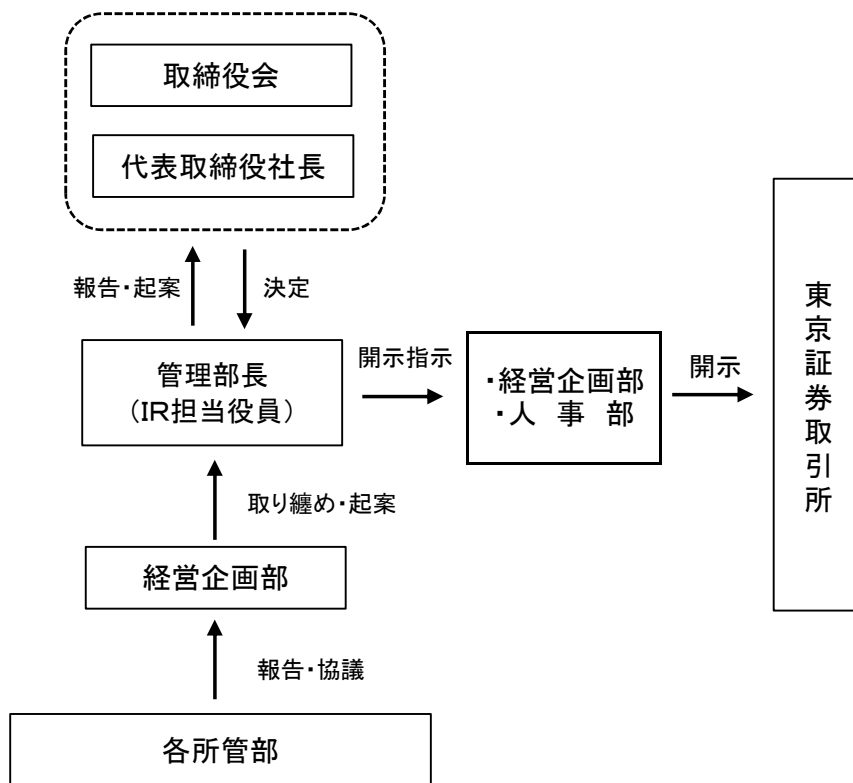 取締役会
代表取締役社長
報告・起案
決定
東京証券取引所
管理部長
（IR担当役員）
開示指示
・経営企画部
・人　事　部
開示
取り纏め・起案
経営企画部
報告・協議
各所管部